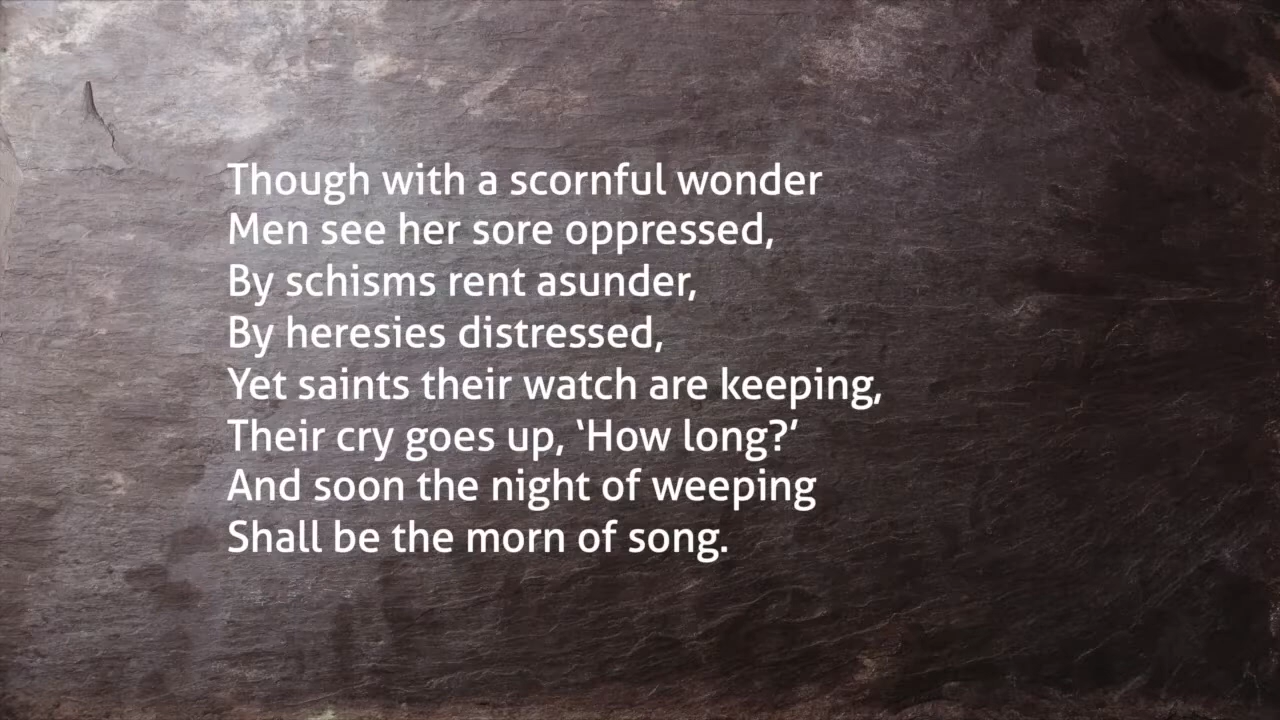 Though with a scornful wonder
Men see her sore oppressed,
By schisms rent asunder,
By heresies distressed,
Yet saints their watch are keeping,
Their cry goes up, ‘How long?’
And soon the night of weeping
Shall be the morn of song.